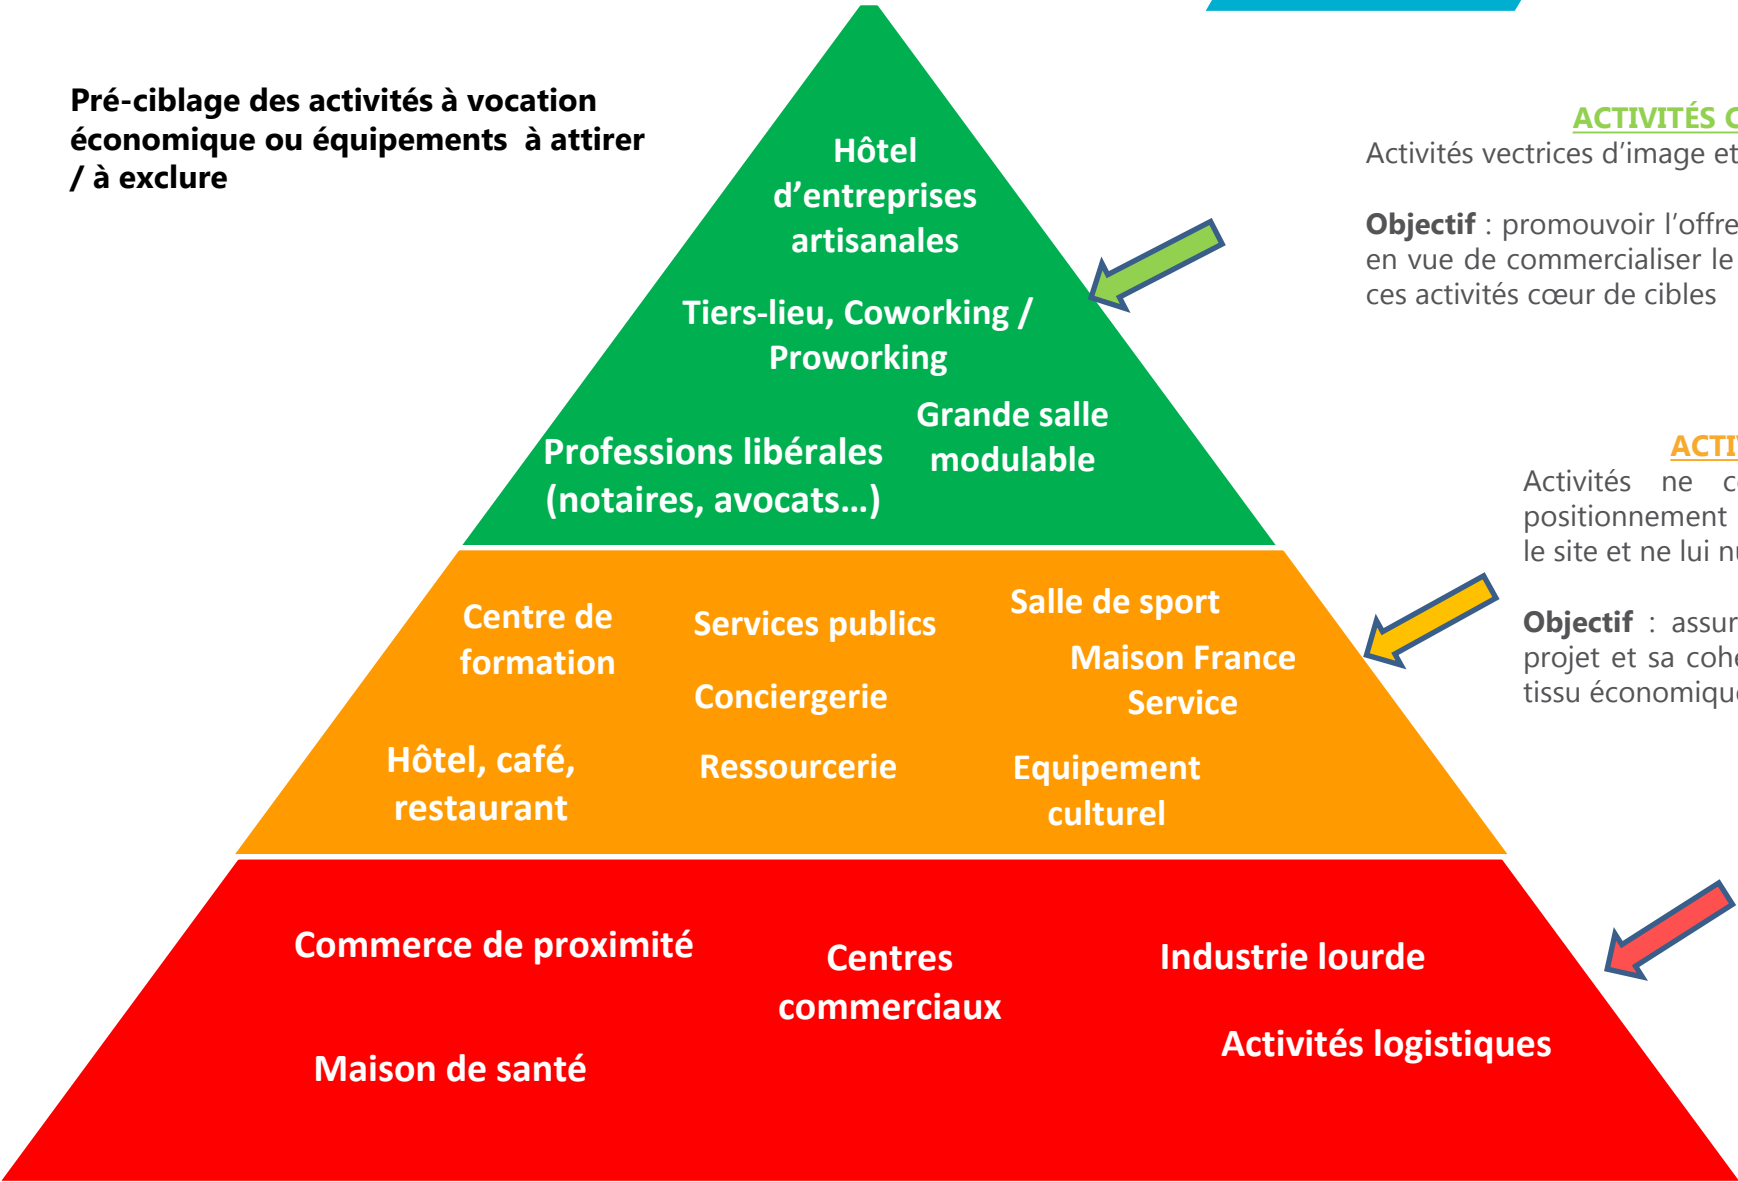 Pré-ciblage des activités à vocation
économique ou équipements à attirer
/ à exclure
Hôtel
d’entreprises
artisanales
Tiers-lieu, Coworking /
Proworking
Grande salle
modulable
Professions libérales
(notaires, avocats…)
ACTIVITÉS
Activités vectrices d’image et
Objectif : promouvoir l’offre
en vue de commercialiser le
ces activités cœur de cibles
Centre de
formation
Services publics
Salle de sport
Maison France
Service
Conciergerie
Hôtel, café,
restaurant
Ressourcerie
Equipement
culturel
Activités ne
positionnement
le site et ne lui
Objectif :
projet et sa
tissu
Commerce de proximité
Centres
commerciaux
Industrie lourde
Activités logistiques
Maison de santé